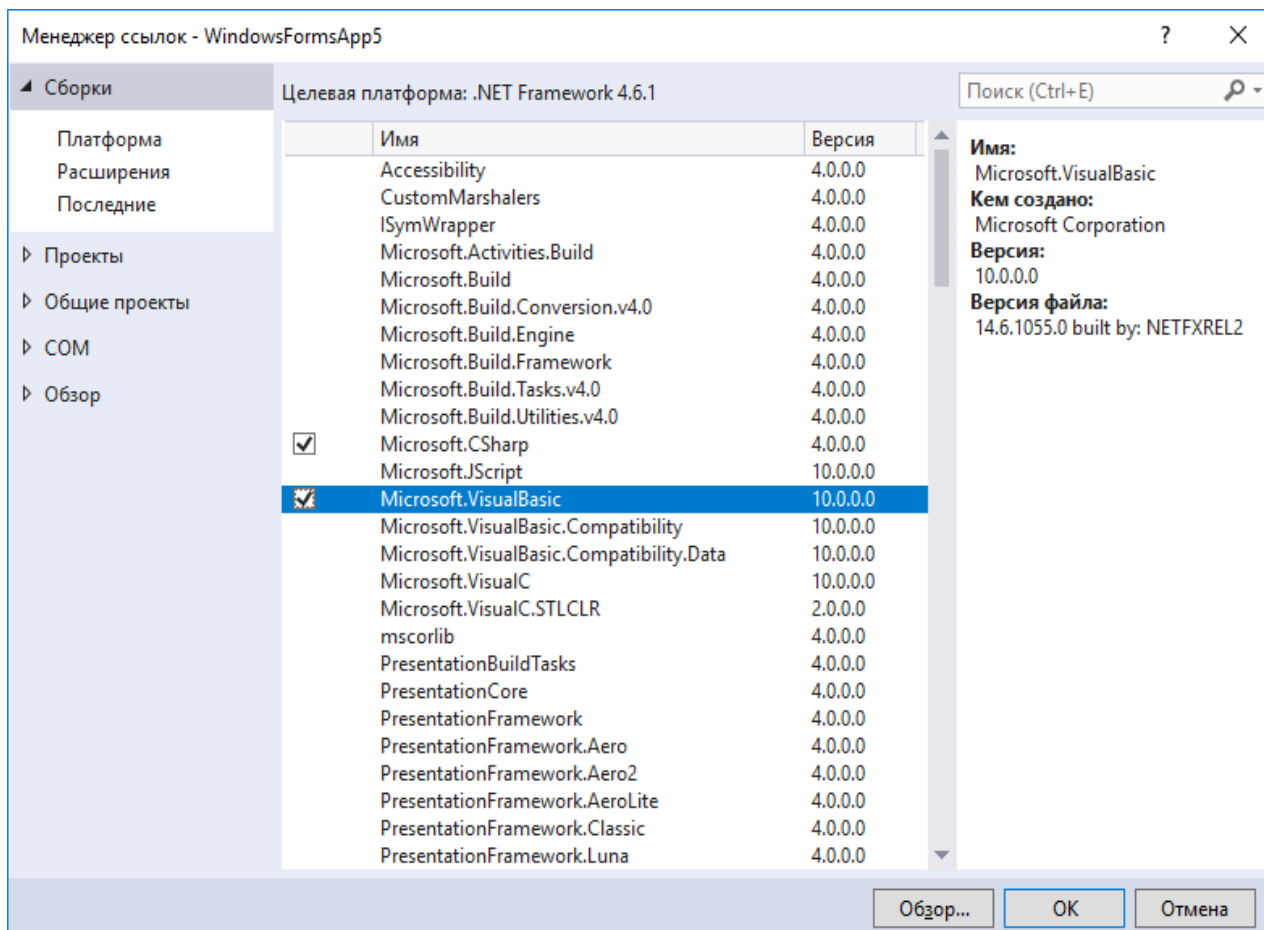 Менеджер ссылок - WindowsFormsApp5
?
Сборки
Платформа
Расширения
Последние
Проекты
Общие проекты
COM
Обзор
Целевая платформа: .NET Framework 4.6.1
Имя Версия
Accessibility 4.0.0.0
CustomMarshalers 4.0.0.0
ISymWrapper 4.0.0.0
Microsoft.Activities.Build 4.0.0.0
Microsoft.Build 4.0.0.0
Microsoft.Build.Conversion.v4.0 4.0.0.0
Microsoft.Build.Engine 4.0.0.0
Microsoft.Build.Framework 4.0.0.0
Microsoft.Build.Tasks.v4.0 4.0.0.0
Microsoft.Build.Utilities.v4.0 4.0.0.0
Microsoft.CSharp 4.0.0.0
Microsoft.JScript 10.0.0.0
Microsoft.VisualBasic 10.0.0.0
Microsoft.VisualBasic.Compatibility 10.0.0.0
Microsoft.VisualBasic.Compatibility.Data 10.0.0.0
Microsoft.VisualC 10.0.0.0
Microsoft.VisualC.STLCLR 2.0.0.0
mscorlib 4.0.0.0
PresentationBuildTasks 4.0.0.0
PresentationCore 4.0.0.0
PresentationFramework 4.0.0.0
PresentationFramework.Aero 4.0.0.0
PresentationFramework.Aero2 4.0.0.0
PresentationFramework.AeroLite 4.0.0.0
PresentationFramework.Classic 4.0.0.0
PresentationFramework.Luna 4.0.0.0
Поиск (Ctrl+E)
Имя:
Microsoft.VisualBasic
Кем создано:
Microsoft Corporation
Версия:
10.0.0.0
Версия файла:
14.6.1055.0 built by: NETFXREL2
Обзор... OK Отмена